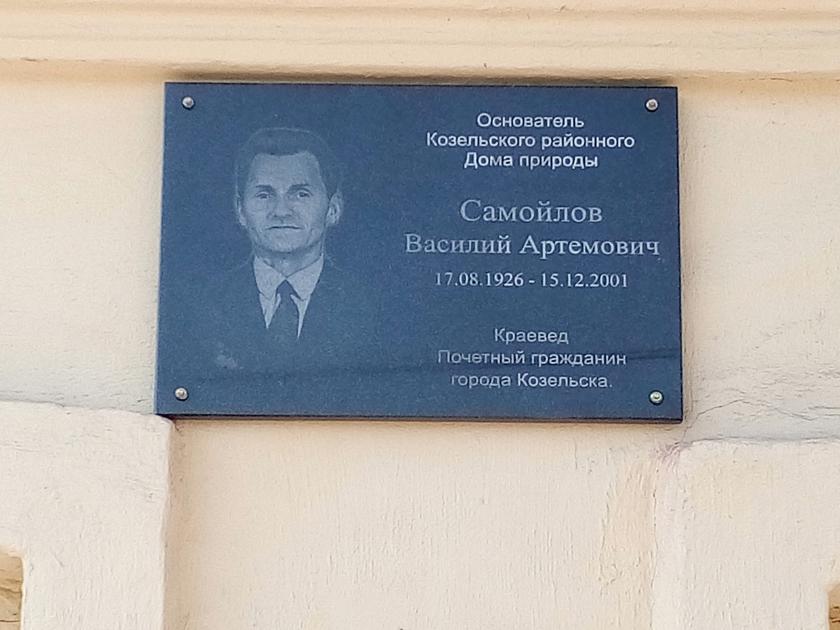 Основатель
Козельского районного
Дома природы
Самойлов
Василий Артемович
17.08.1926 - 15.12.2001
Краевед
Почетный гражданин
города Козельска.